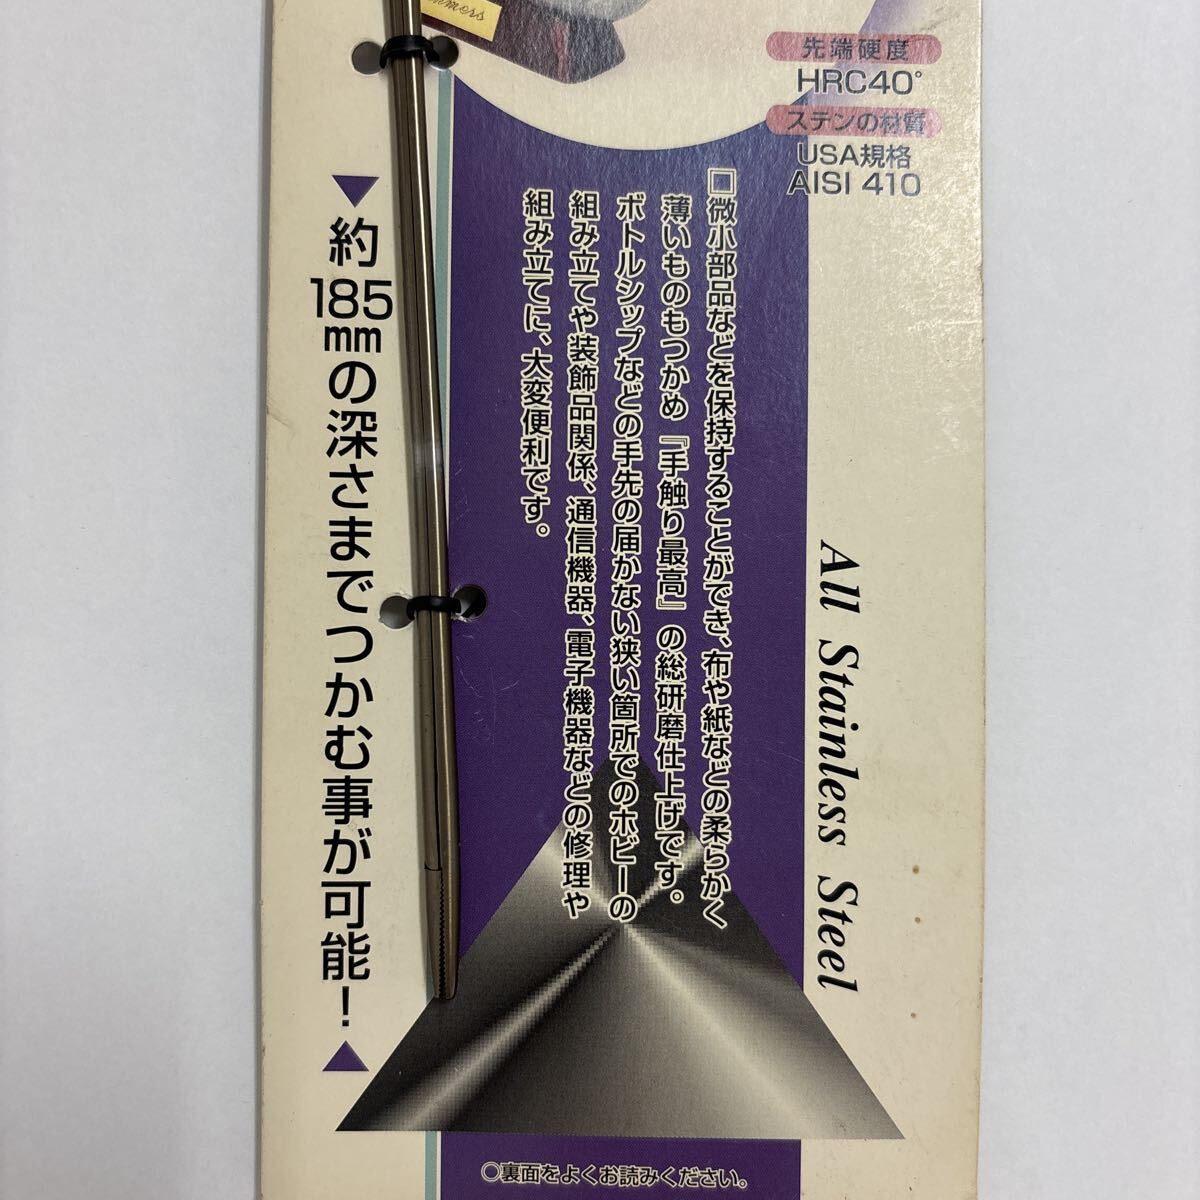 先端硬度
HRC40°
ステンの材質
USA規格
AISI 410
□微小部品などを保持することができ、布や紙などの柔らかく
薄いものもつかめ『手触り最高』の総研磨仕上げです。
ボトルシップなどの手先の届かない狭い箇所でのホビーの
組み立てや装飾品関係、通信機器、電子機器などの修理や
組み立てに、大変便利です。
▼約185mmの深さまでつかむ事が可能！▲
All Stainless Steel
○裏面をよくお読みください。